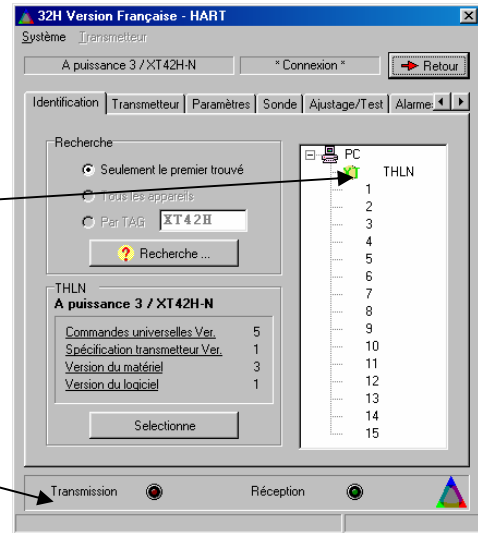 32H Version Française - HART
Système Transmetteur
A puissance 3 / XT42H-N * Connexion * Retour
Identification Transmetteur Paramètres Sonde Ajustage/Test Alarme
Recherche
Seulement le premier trouvé
Tous les appareils
Par TAG XT42H
? Recherche ...
THLN
A puissance 3 / XT42H-N
Commandes universelles Ver. 5
Spécification transmetteur Ver. 1
Version du matériel 3
Version du logiciel 1
Selectionne
PC
XT THLN
1
2
3
4
5
6
7
8
9
10
11
12
13
14
15
Transmission Réception